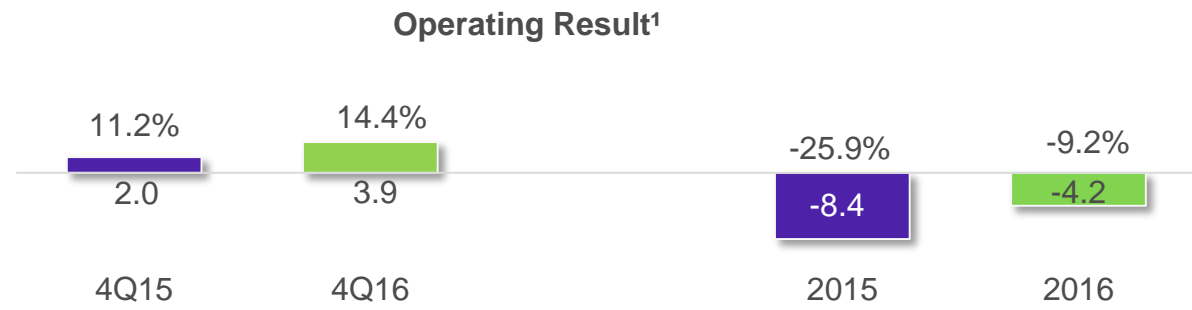 Operating Result¹
11.2% 14.4% -25.9% -9.2%
2.0 3.9 -8.4 -4.2
4Q15 4Q16 2015 2016